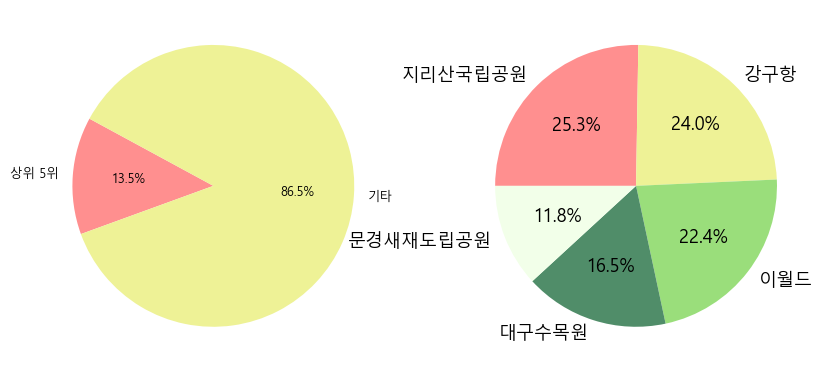 상위 5위
13.5%
86.5%
기타
지리산국립공원
25.3%
강구항
24.0%
이월드
22.4%
대구수목원
16.5%
문경새재도립공원
11.8%